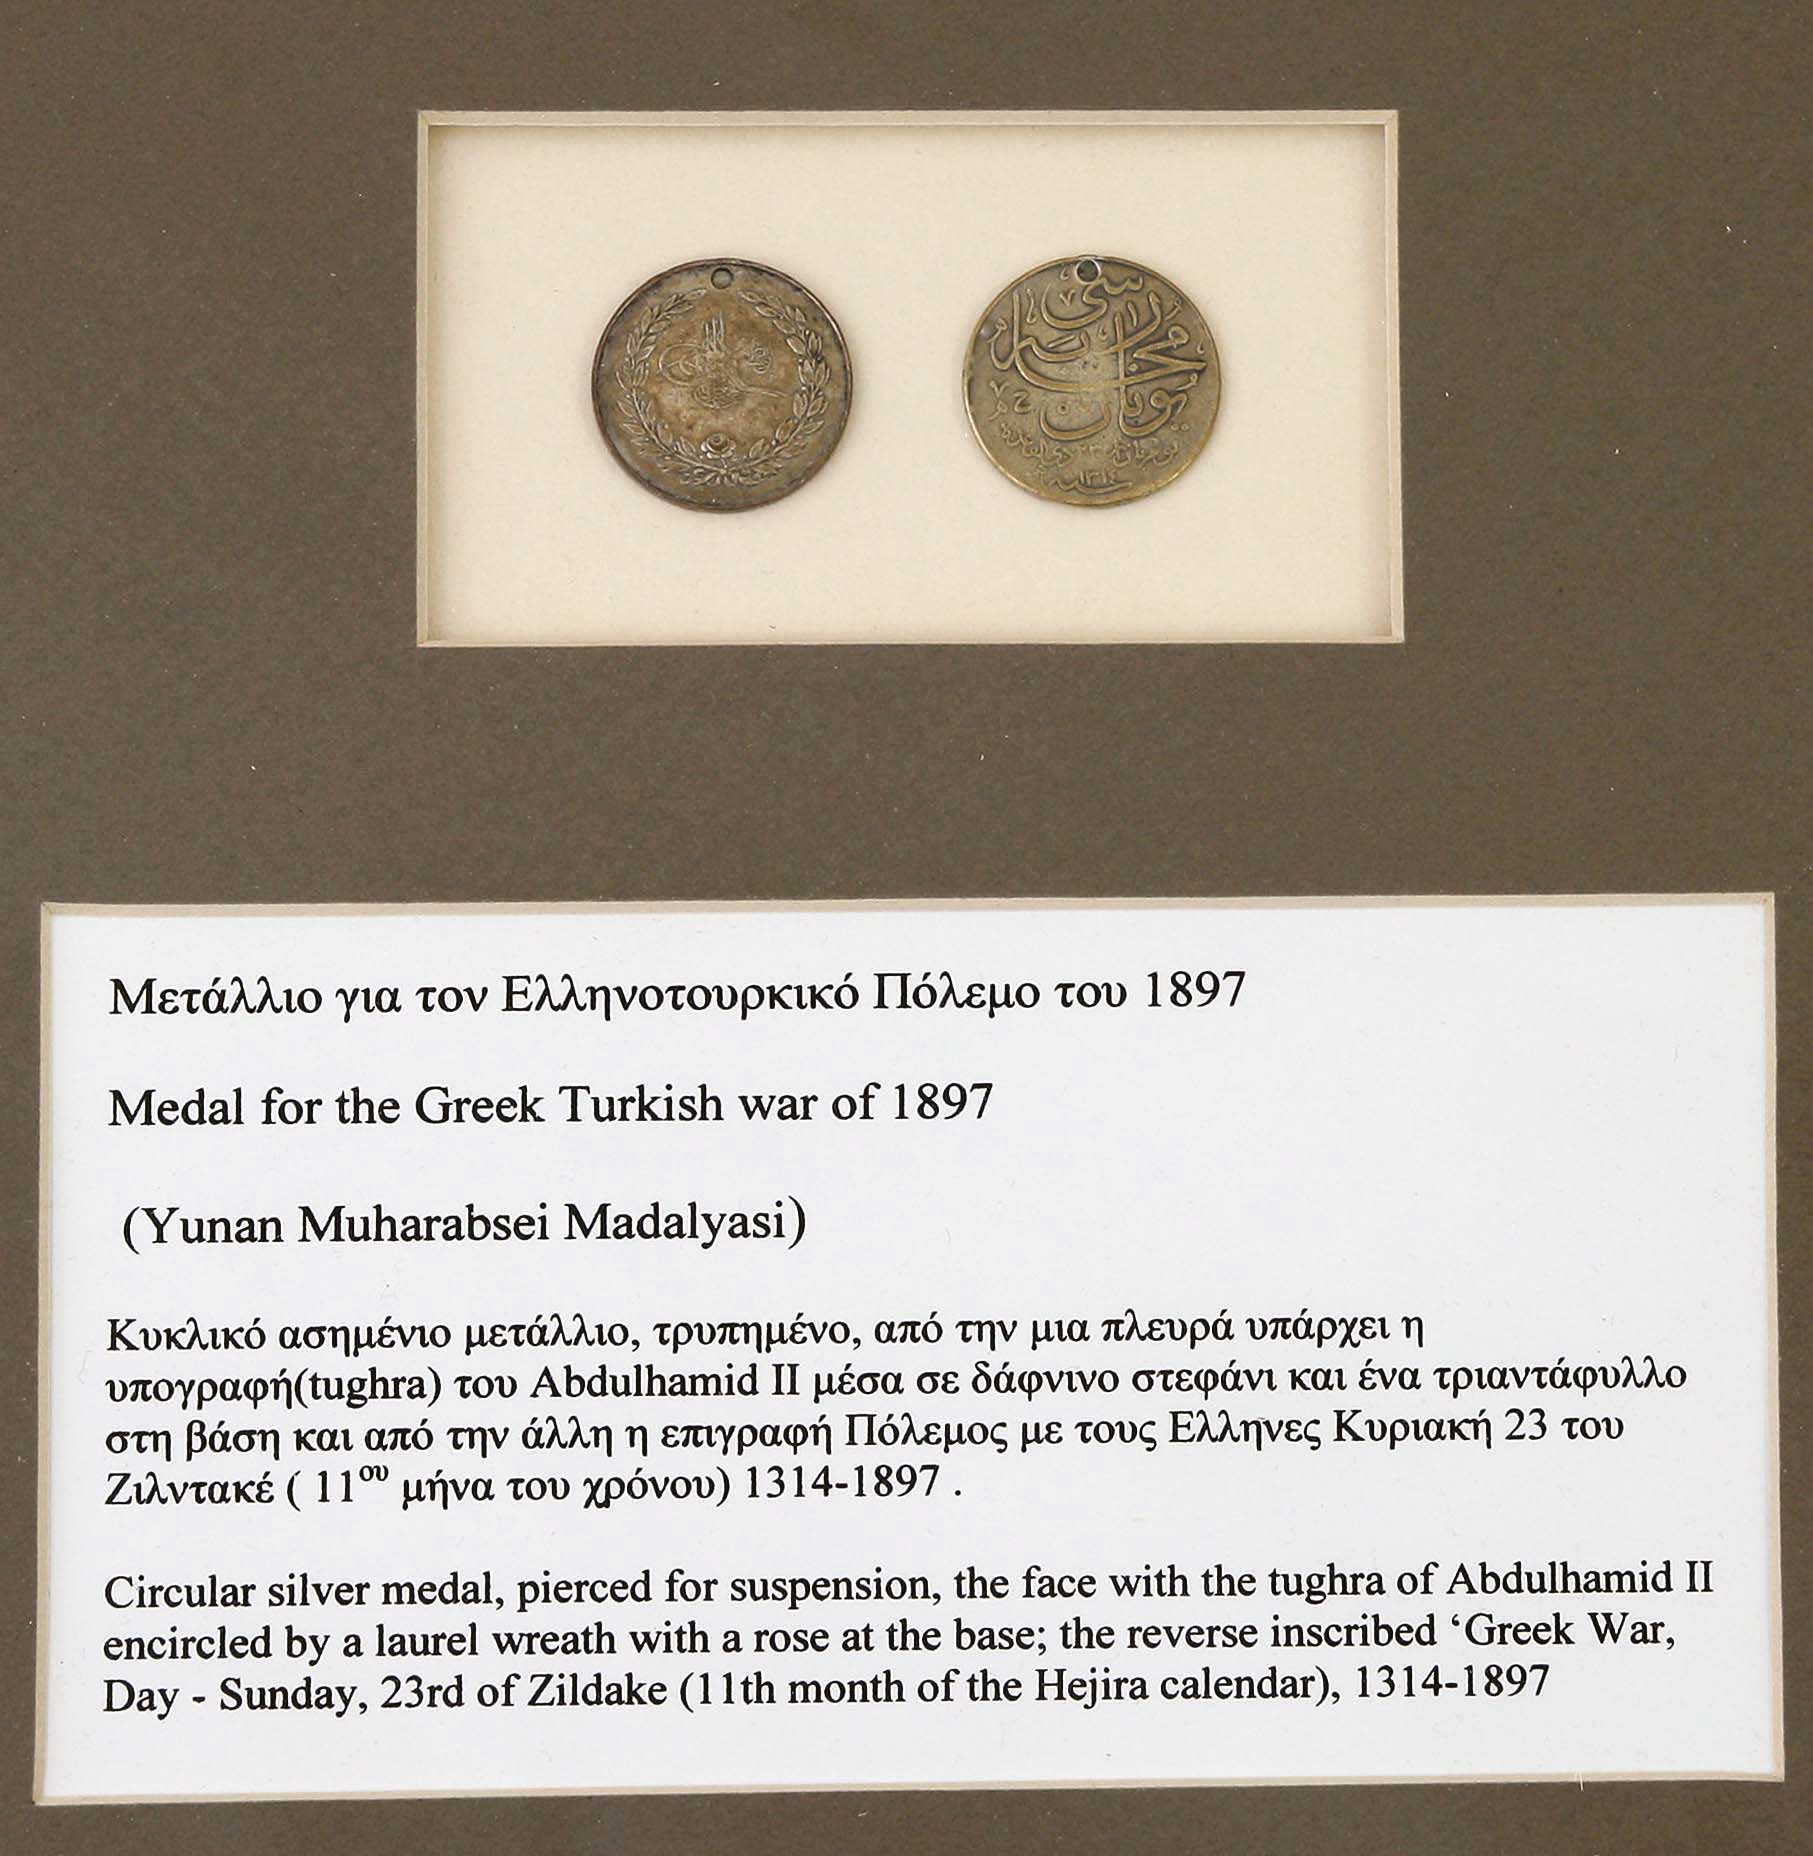 يونان محاربه سى
سنة ١٣١٤
Μετάλλιο για τον Ελληνοτουρκικό Πόλεμο του 1897
Medal for the Greek Turkish war of 1897
(Yunan Muharabsei Madalyasi)
Κυκλικό ασημένιο μετάλλιο, τρυπημένο, από την μια πλευρά υπάρχει η
υπογραφή(tughra) του Abdulhamid II μέσα σε δάφνινο στεφάνι και ένα τριαντάφυλλο
στη βάση και από την άλλη η επιγραφή Πόλεμος με τους Ελληνες Κυριακή 23 του
Ζιλντακέ ( 11ου μήνα του χρόνου) 1314-1897 .
Circular silver medal, pierced for suspension, the face with the tughra of Abdulhamid II
encircled by a laurel wreath with a rose at the base; the reverse inscribed ‘Greek War,
Day - Sunday, 23rd of Zildake (11th month of the Hejira calendar), 1314-1897